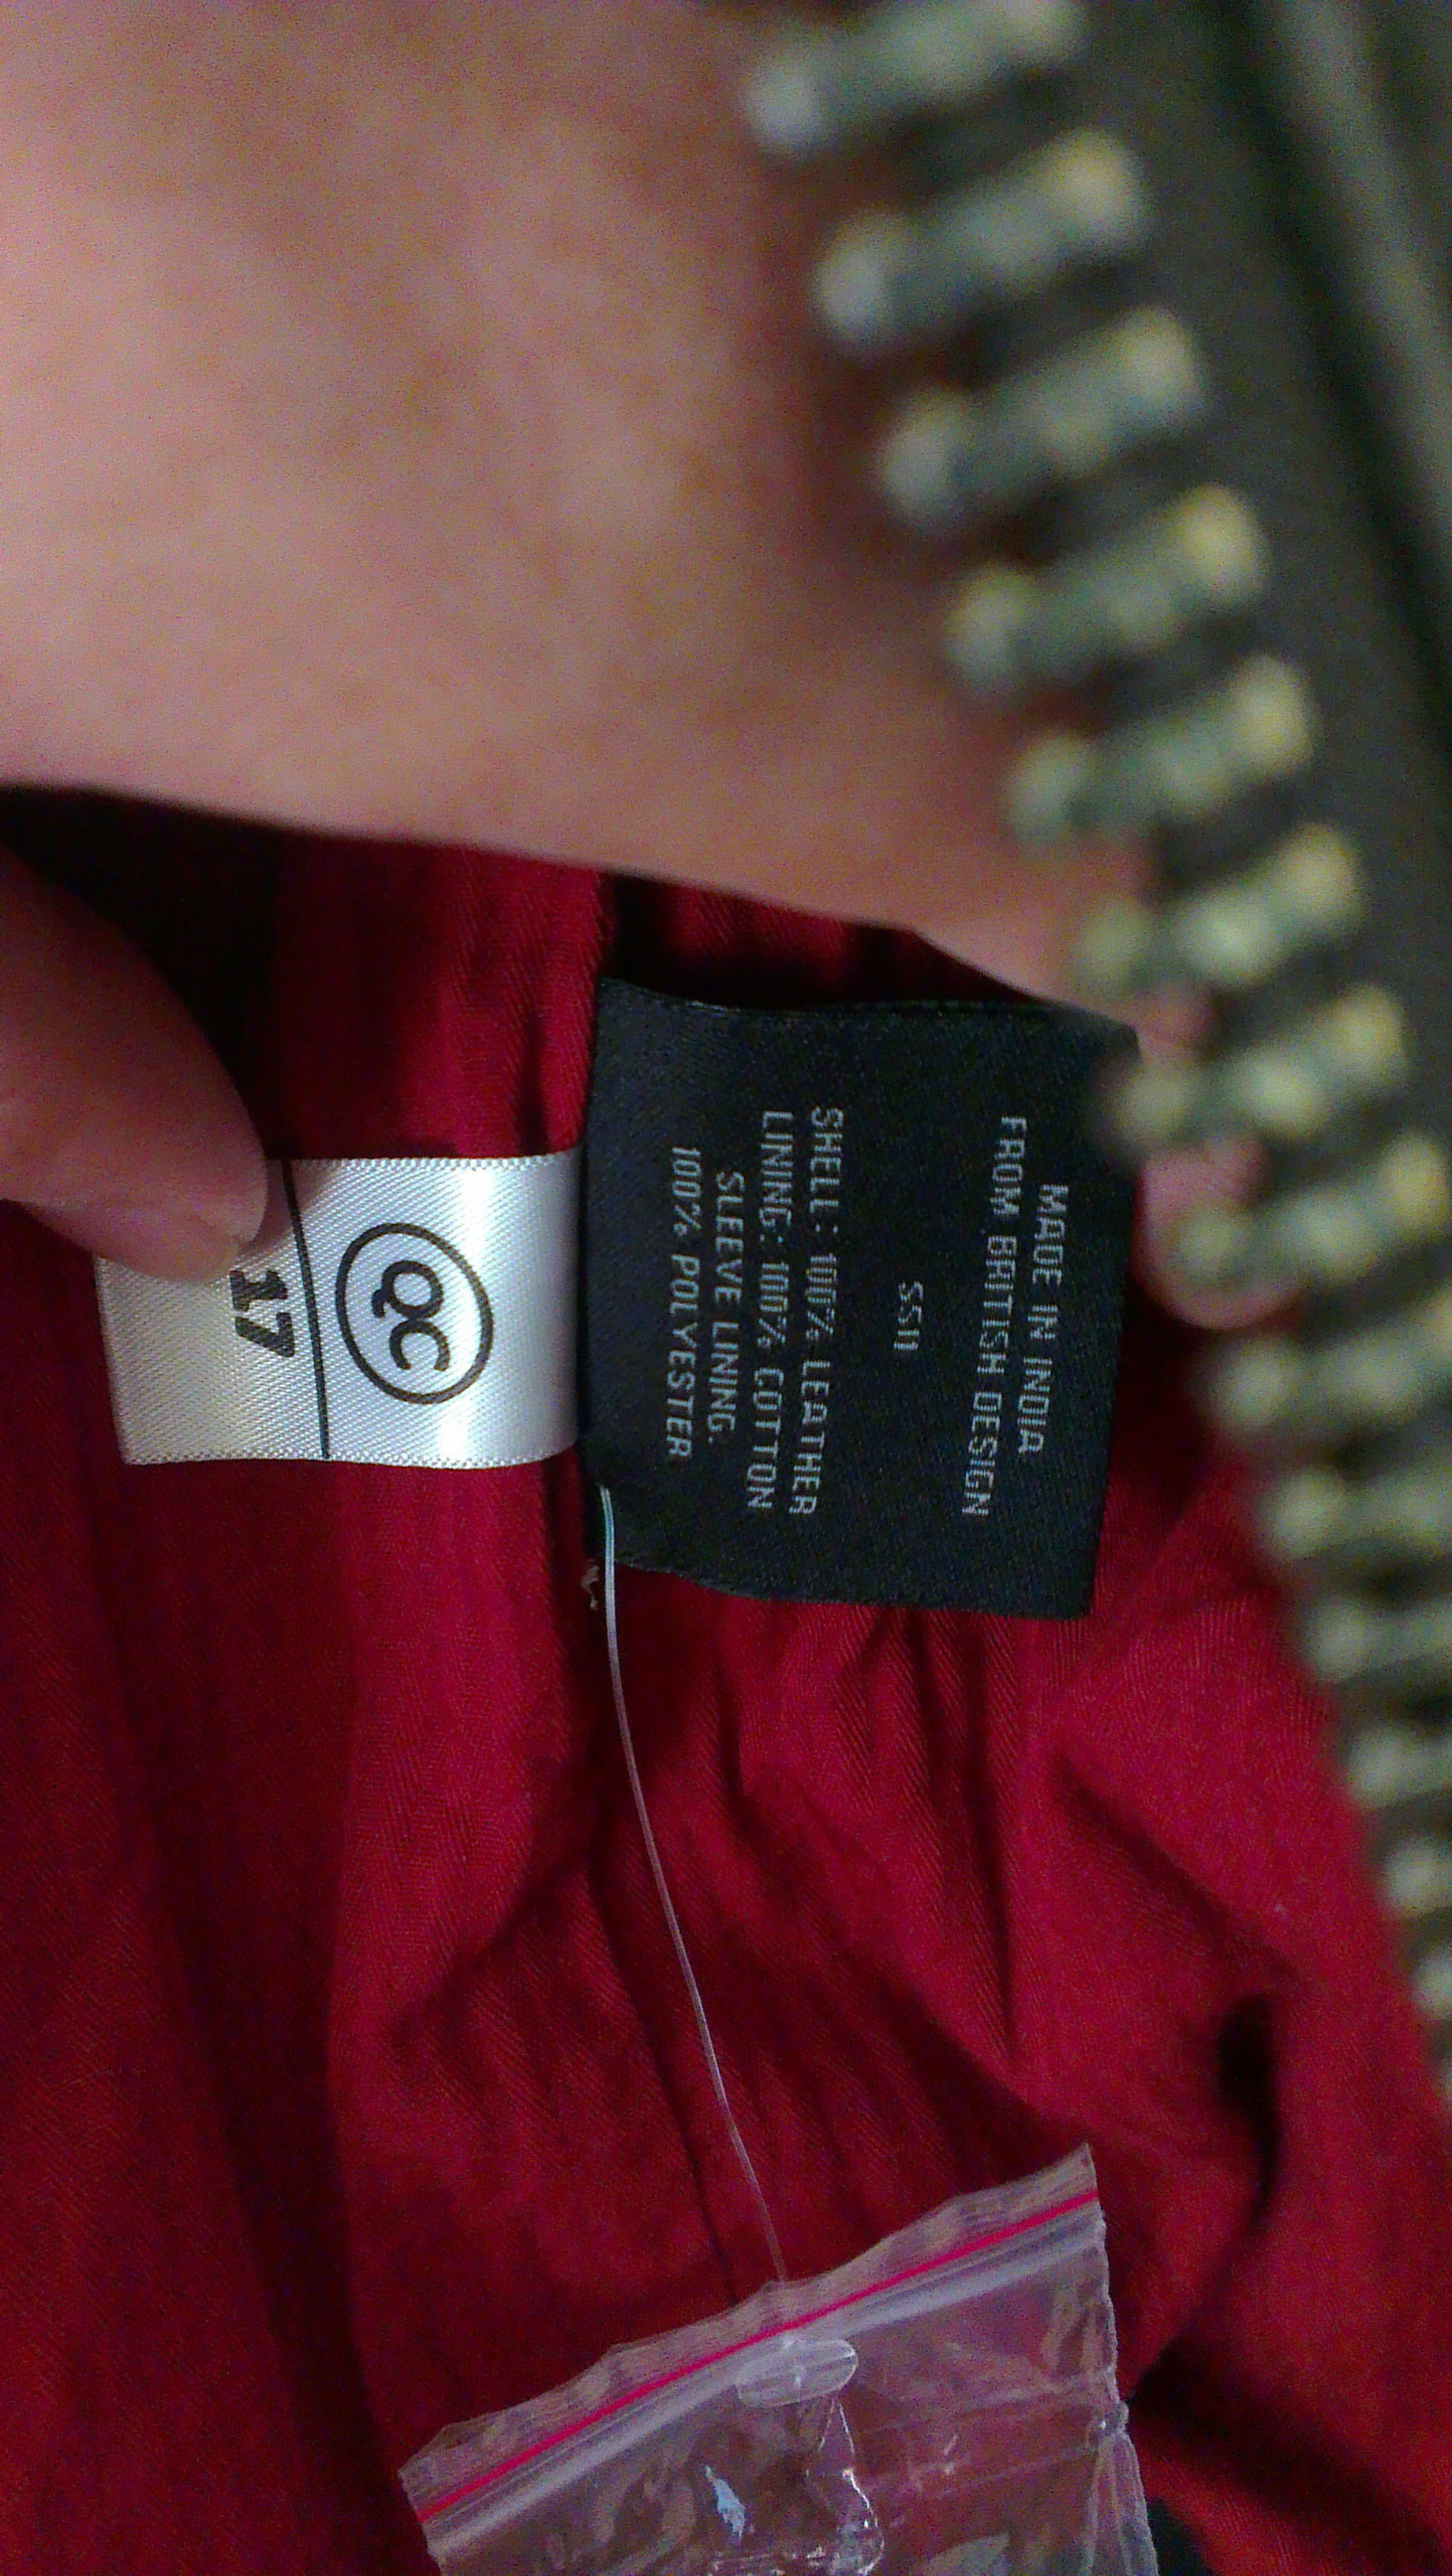 MADE IN INDIA
FROM BRITISH DESIGN
SS11
SHELL: 100% LEATHER
LINING: 100% COTTON
SLEEVE LINING.
100% POLYESTER
QC
17